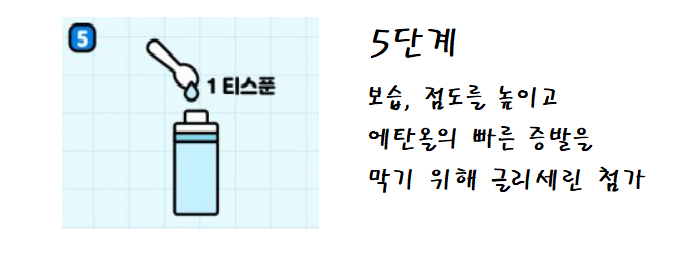 5
1 티스푼
5단계
보습, 점도를 높이고
에탄올의 빠른 증발을
막기 위해 글리세린 첨가